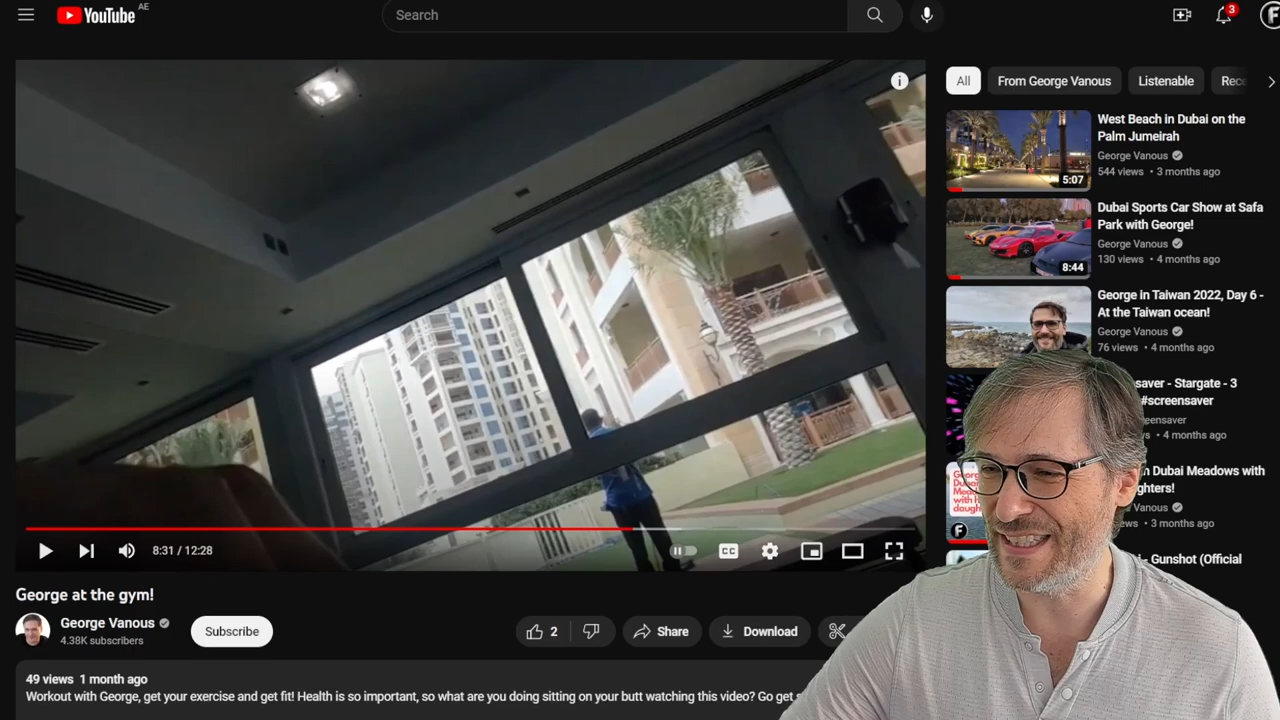 YouTube AE
Search
3
F
All
From George Vanous
Listenable
Rece
West Beach in Dubai on the
Palm Jumeirah
George Vanous
544 views • 3 months ago
5:07
Dubai Sports Car Show at Safa
Park with George!
George Vanous
130 views • 4 months ago
8:44
George in Taiwan 2022, Day 6 -
At the Taiwan ocean!
George Vanous
76 views • 4 months ago
saver - Stargate - 3
#screensaver
• 4 months ago
n Dubai Meadows with
Vanous
• 3 months ago
F
- Gunshot (Official
8:31 / 12:28
CC
George at the gym!
George Vanous
4.38K subscribers
Subscribe
2
Share
Download
49 views 1 month ago
Workout with George, get your exercise and get fit! Health is so important, so what are you doing sitting on your butt watching this video? Go get